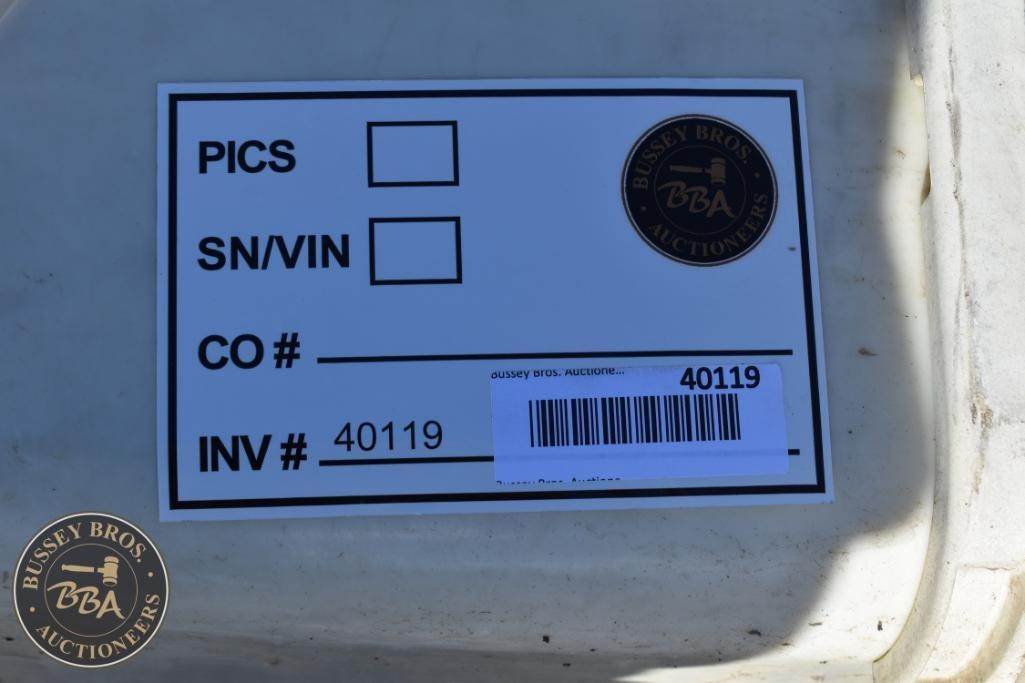 PICS
BUSSEY BROS.
BBA
AUCTIONEERS
SN/VIN
CO #
Bussey Bros. Auctione...
40119
INV # 40119
BUSSEY BROS.
BBA
AUCTIONEERS